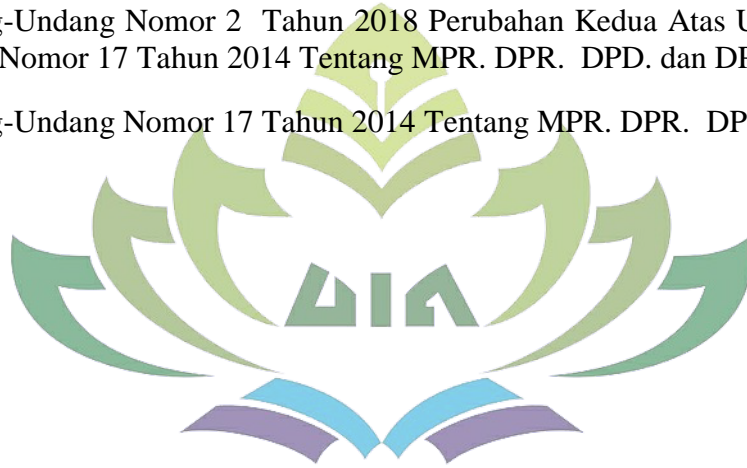 g-Undang Nomor 2 Tahun 2018 Perubahan Kedua Atas U
Nomor 17 Tahun 2014 Tentang MPR. DPR. DPD. dan DP
g-Undang Nomor 17 Tahun 2014 Tentang MPR. DPR. DP
UIN